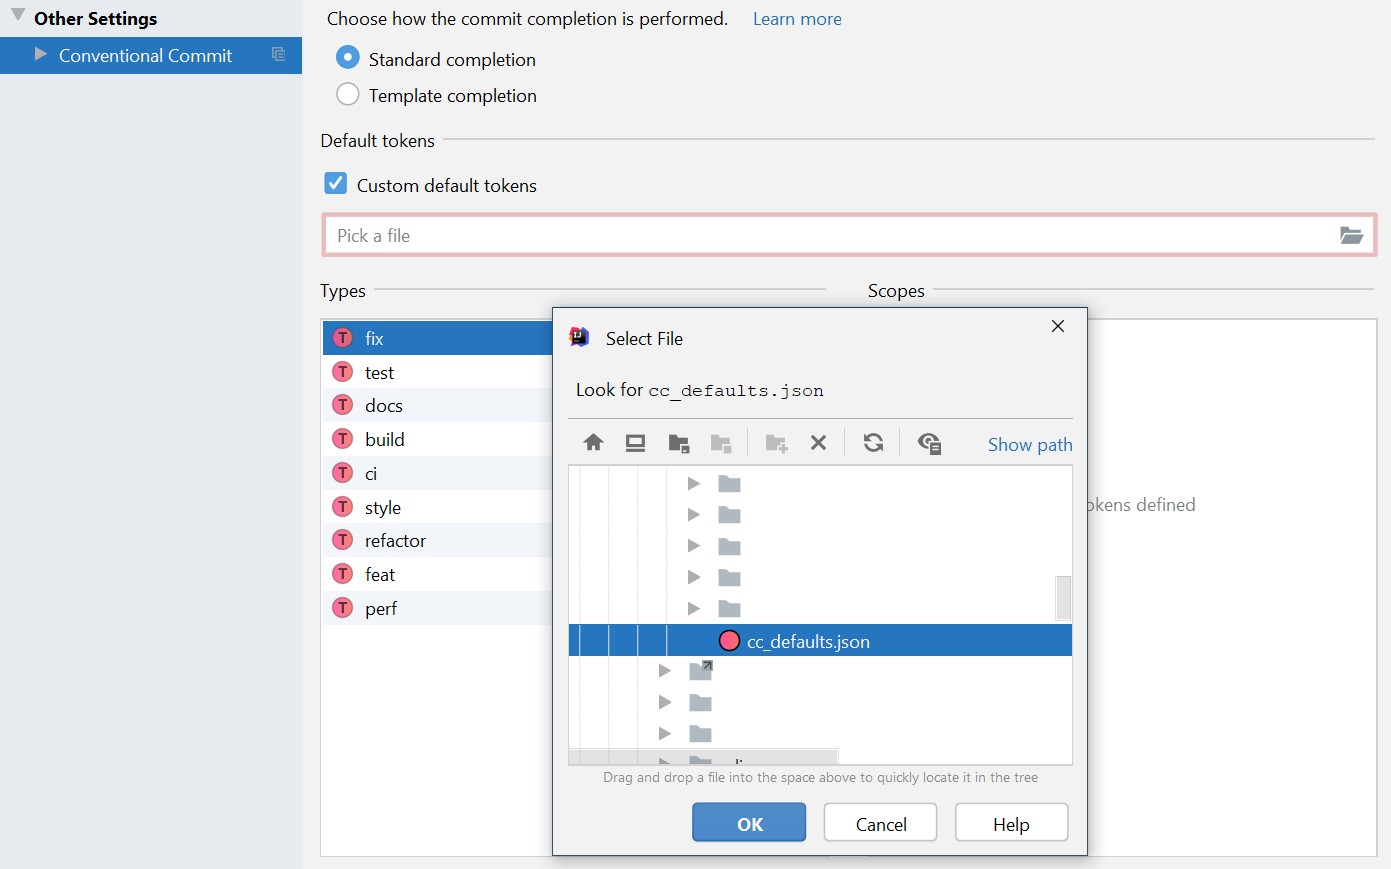 Other Settings
Conventional Commit
Choose how the commit completion is performed. Learn more
Standard completion
Template completion
Default tokens
Custom default tokens
Pick a file
Types
Scopes
T fix
T test
T docs
T build
T ci
T style
T refactor
T feat
T perf
defined
Select File
Look for cc_defaults.json
Show path
cc_defaults.json
Drag and drop a file into the space above to quickly locate it in the tree
OK
Cancel
Help